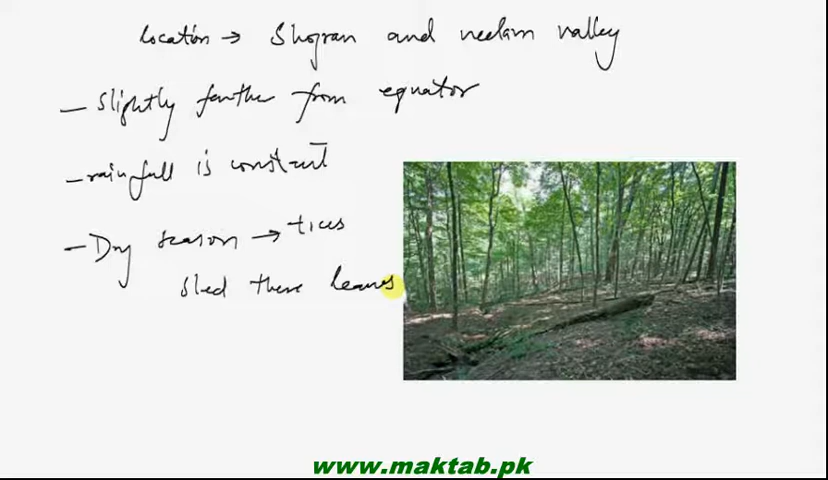 location → Shogran and neelam valley
- Slightly farther from equator
- rainfall is constant
- Dry season → trees
shed there leaves
www.maktab.pk